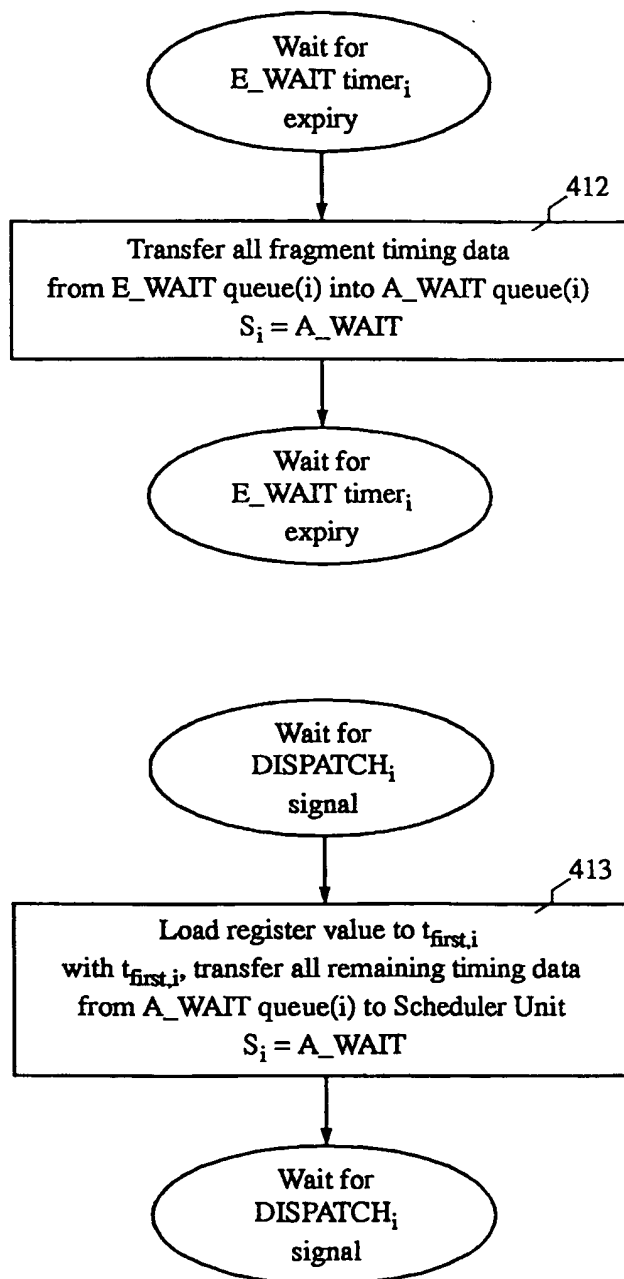 Wait for
E_WAIT timer_i
expiry
412
Transfer all fragment timing data
from E_WAIT queue(i) into A_WAIT queue(i)
S_i = A_WAIT
Wait for
E_WAIT timer_i
expiry
Wait for
DISPATCH_i
signal
413
Load register value to t_first,i
with t_first,i, transfer all remaining timing data
from A_WAIT queue(i) to Scheduler Unit
S_i = A_WAIT
Wait for
DISPATCH_i
signal